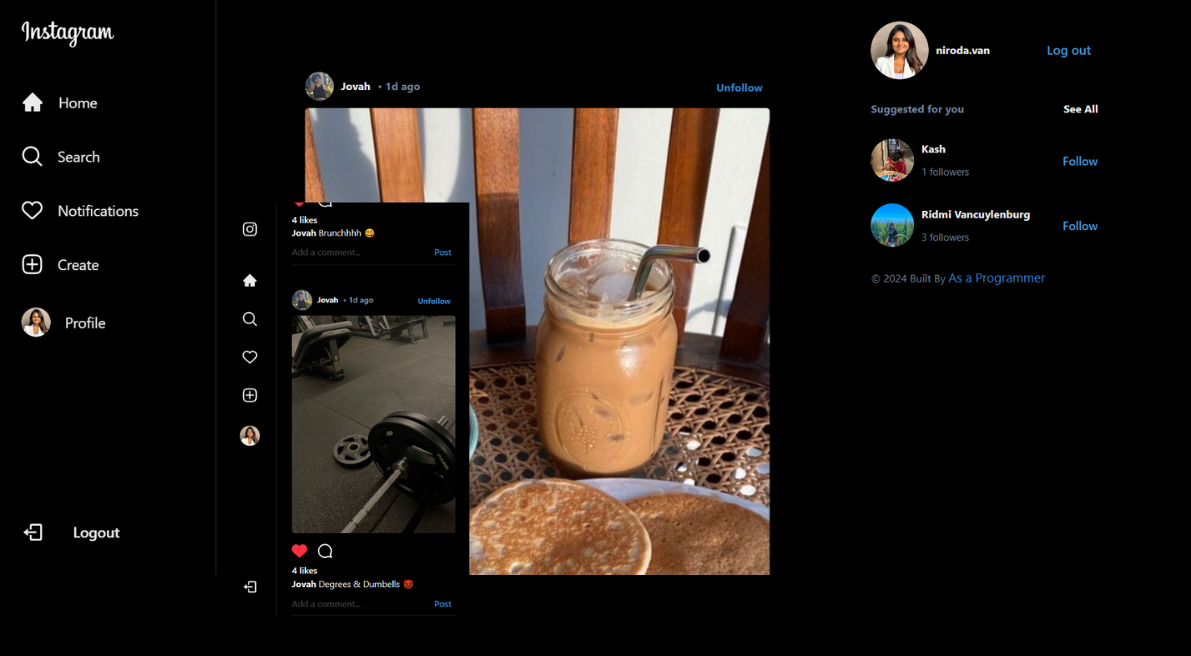 Instagram
Home
Search
Notifications
Create
Profile
Logout
Jovah • 1d ago
Unfollow
4 likes
Jovah Brunchhhh 😋
Add a comment...
Post
Jovah • 1d ago
Unfollow
4 likes
Jovah Degrees & Dumbells 😡
Add a comment...
Post
niroda.van
Log out
Suggested for you
See All
Kash
1 followers
Follow
Ridmi Vancuylenburg
3 followers
Follow
© 2024 Built By As a Programmer